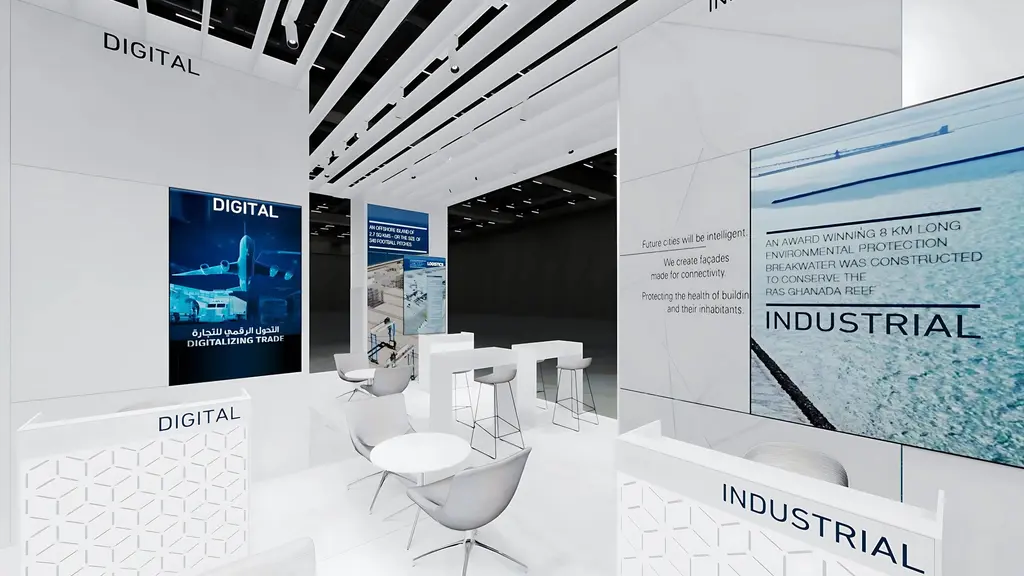 DIGITAL
DIGITAL
التحول الرقمي للتجارة
DIGITALIZING TRADE
DIGITAL
AN OFFSHORE ISLAND OF
2.7 SQ KMS - OR THE SIZE OF
340 FOOTBALL PITCHES
LOGISTICS
Future cities will be intelligent.
We create façades
made for connectivity.
Protecting the health of buildin
and their inhabitants.
AN AWARD WINNING 8 KM LONG
ENVIRONMENTAL PROTECTION
BREAKWATER WAS CONSTRUCTED
TO CONSERVE THE
RAS GHANADA REEF
INDUSTRIAL
INDUSTRIAL